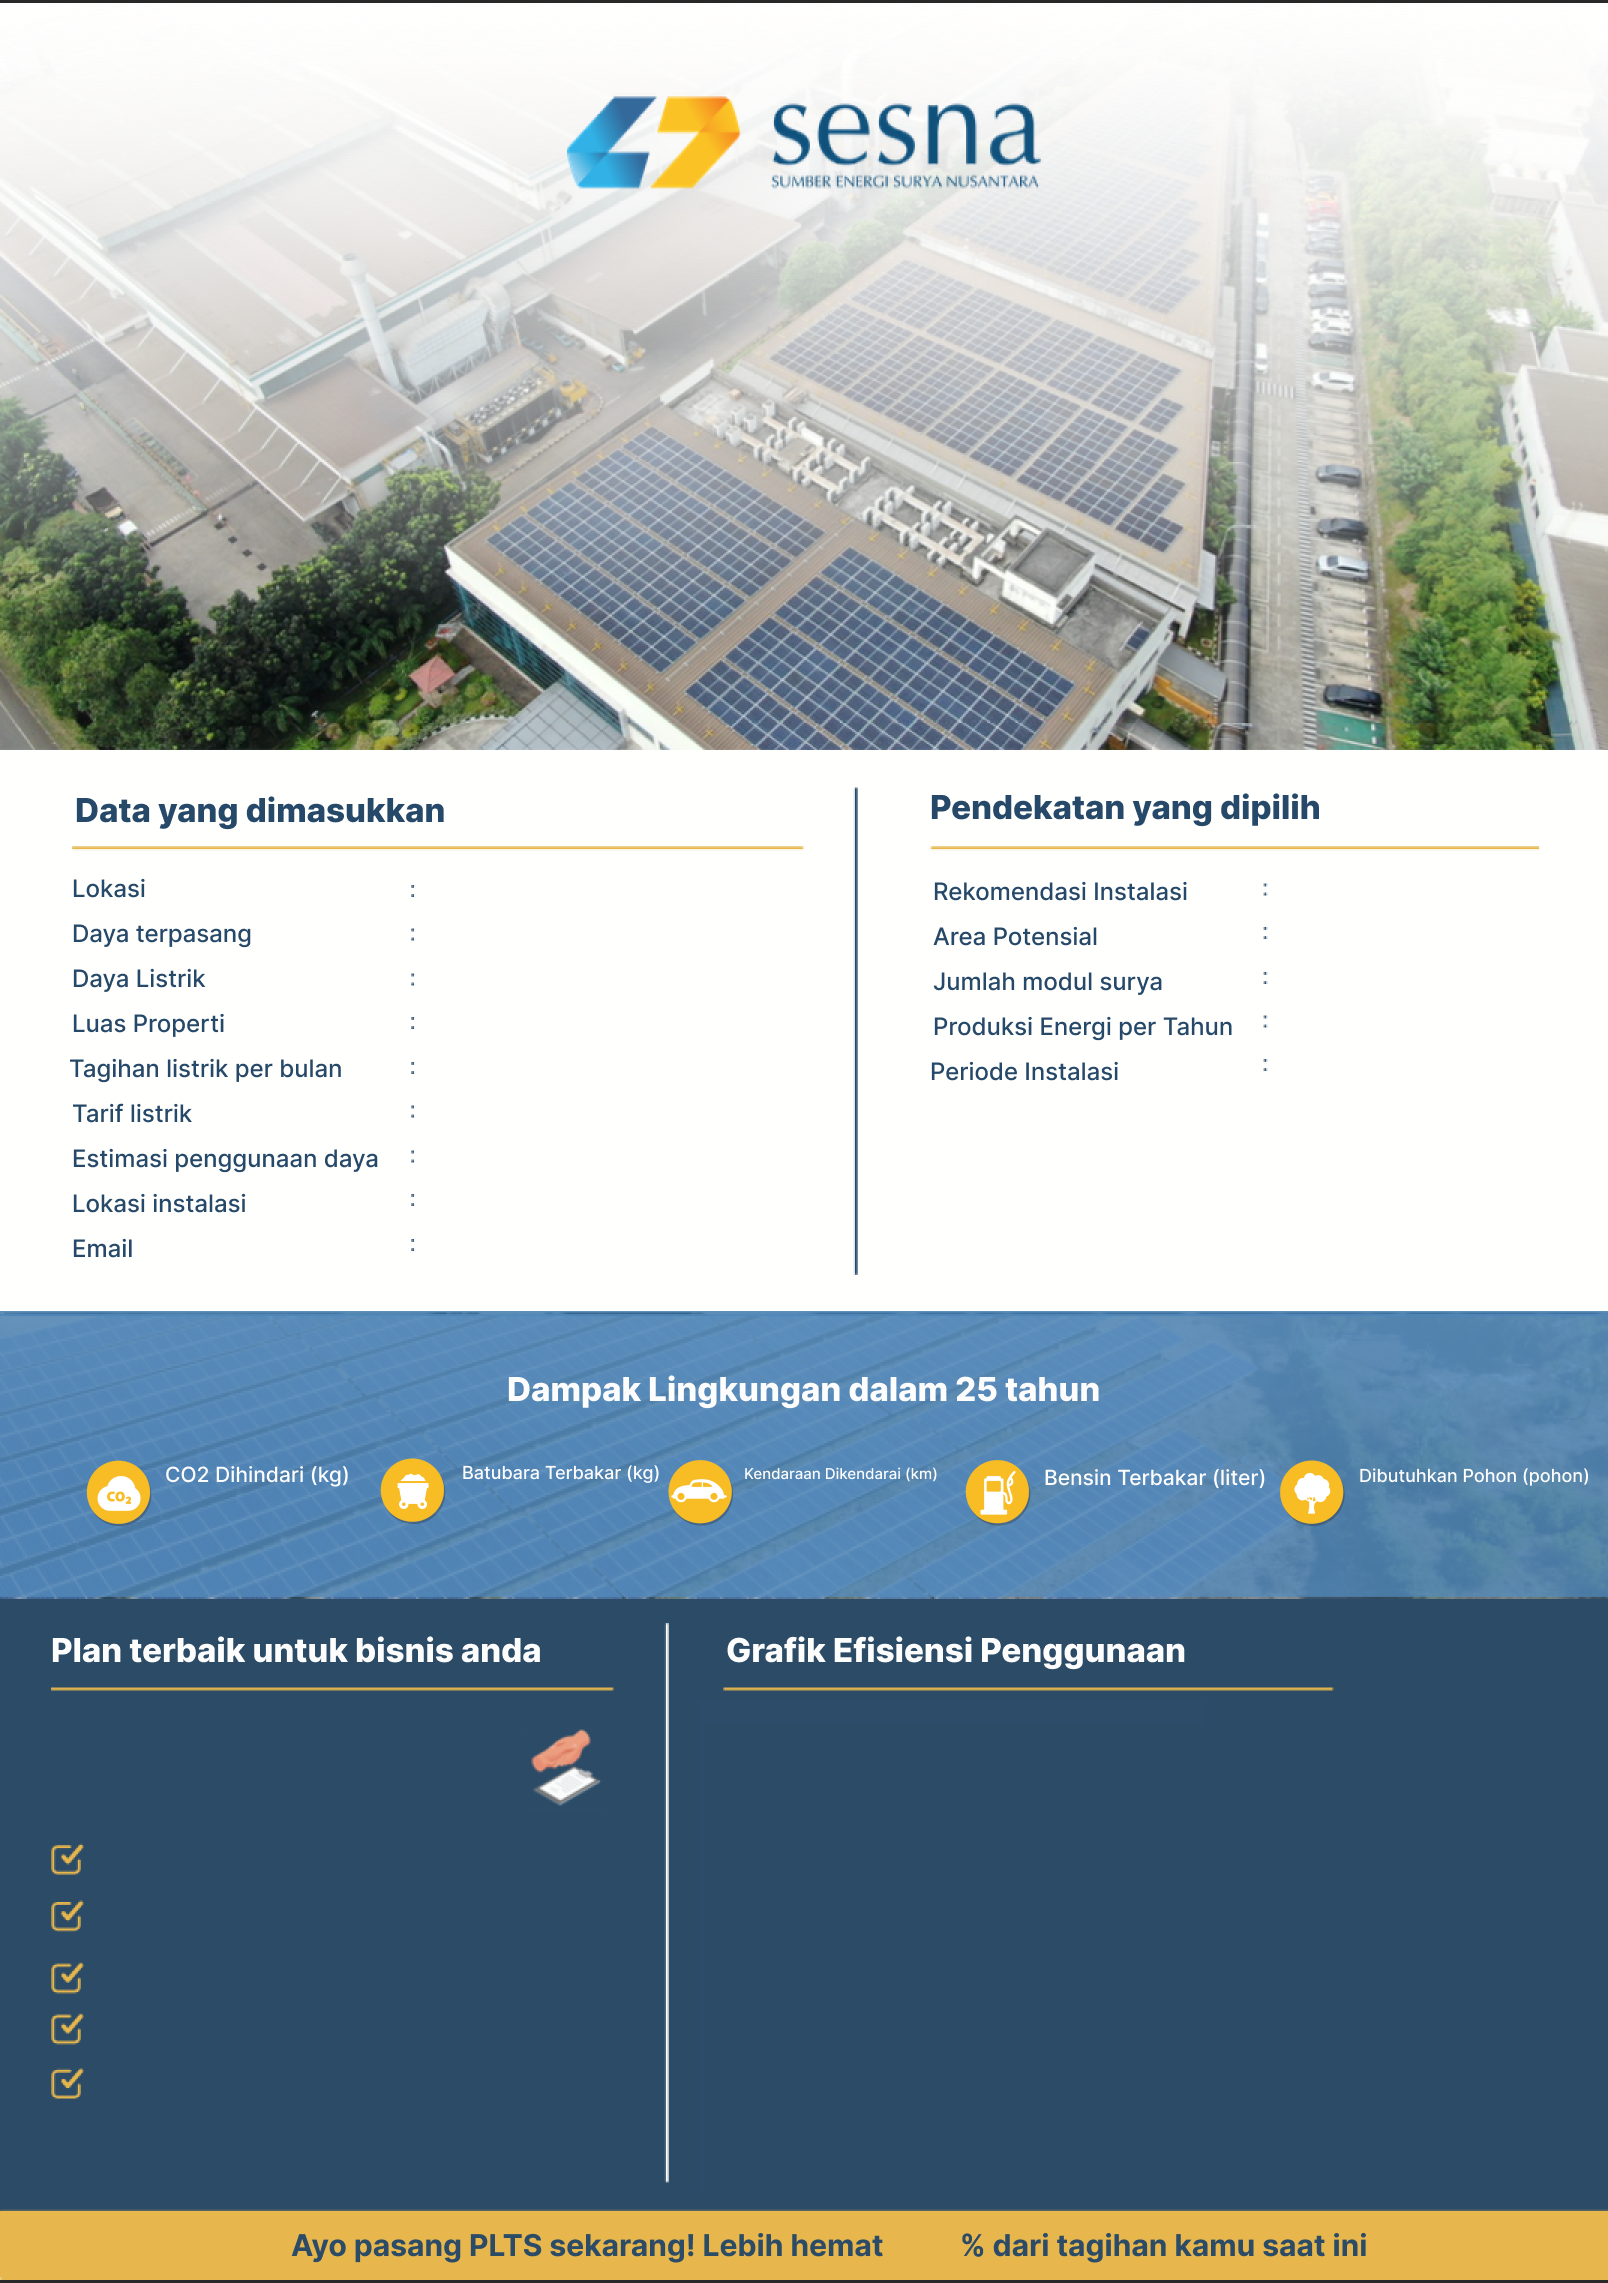 sesna
SUMBER ENERGI SURYA NUSANTARA
Data yang dimasukkan
Lokasi :
Daya terpasang :
Daya Listrik :
Luas Properti :
Tagihan listrik per bulan :
Tarif listrik :
Estimasi penggunaan daya :
Lokasi instalasi :
Email :
Pendekatan yang dipilih
Rekomendasi Instalasi :
Area Potensial :
Jumlah modul surya :
Produksi Energi per Tahun :
Periode Instalasi :
Dampak Lingkungan dalam 25 tahun
CO2
CO2 Dihindari (kg)
Batubara Terbakar (kg)
Kendaraan Dikendarai (km)
Bensin Terbakar (liter)
Dibutuhkan Pohon (pohon)
Plan terbaik untuk bisnis anda
Grafik Efisiensi Penggunaan
Ayo pasang PLTS sekarang! Lebih hemat % dari tagihan kamu saat ini